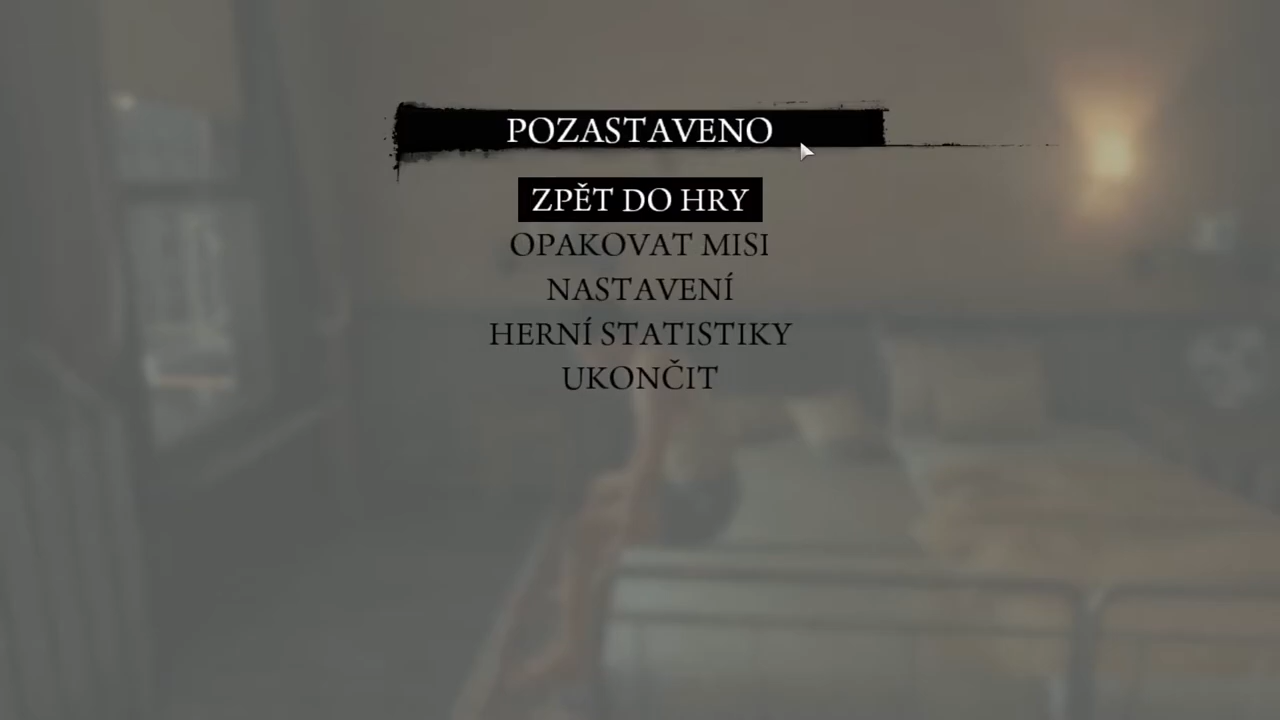 POZASTAVENO
ZPĚT DO HRY
OPAKOVAT MISI
NASTAVENÍ
HERNÍ STATISTIKY
UKONČIT